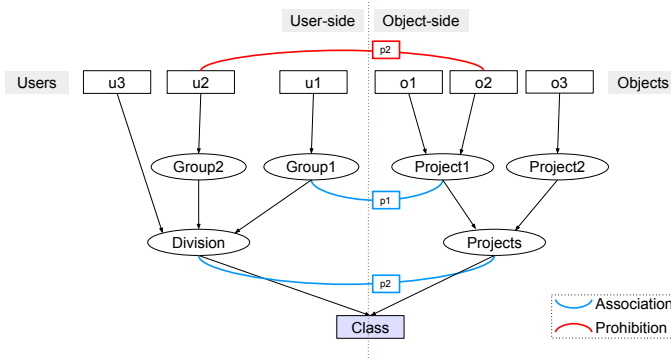 User-side Object-side
p2
Users u3 u2 u1 o1 o2 o3 Objects
Group2 Group1 Project1 Project2
p1
Division Projects
p2
Association
Class Prohibition